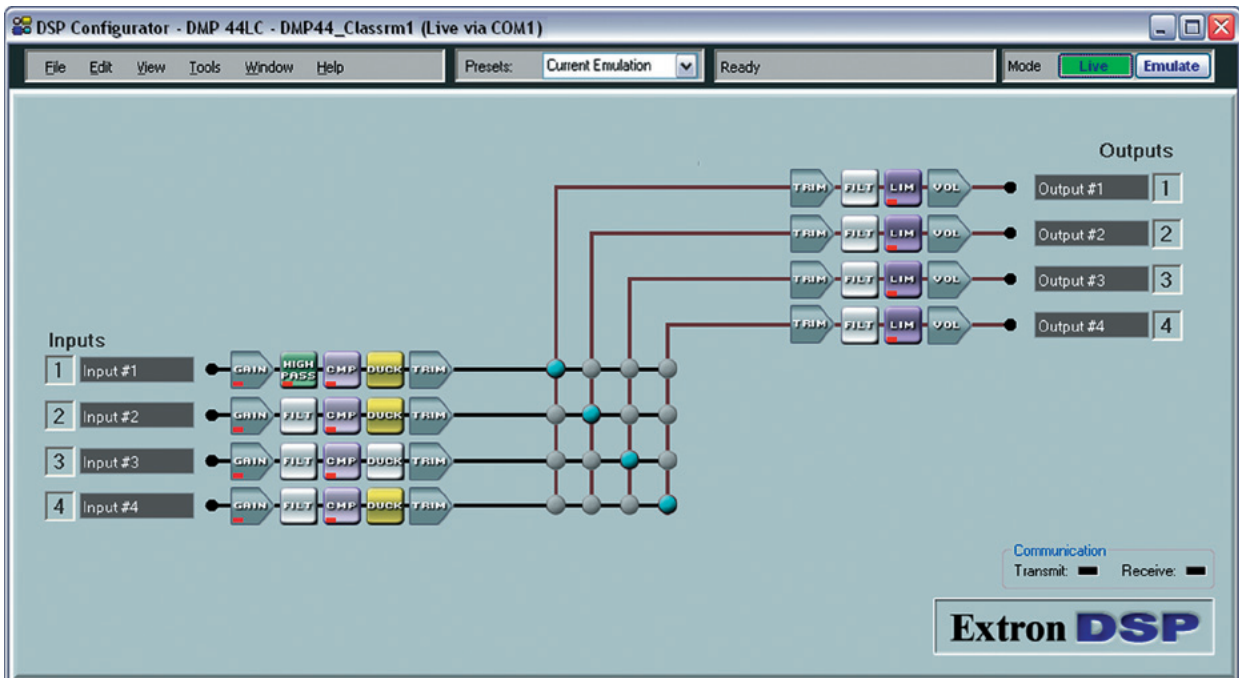 DSP Configurator - DMP 44LC - DMP44_Classrm1 (Live via COM1)
File Edit View Tools Window Help
Presets: Current Emulation
Ready
Mode Live Emulate
Outputs
TRIM FILT LIM VOL Output #1 1
TRIM FILT LIM VOL Output #2 2
TRIM FILT LIM VOL Output #3 3
TRIM FILT LIM VOL Output #4 4
Inputs
1 Input #1 GAIN HIGH PASS CMP DUCK TRIM
2 Input #2 GAIN FILT CMP DUCK TRIM
3 Input #3 GAIN FILT CMP DUCK TRIM
4 Input #4 GAIN FILT CMP DUCK TRIM
Communication
Transmit: Receive:
Extron DSP